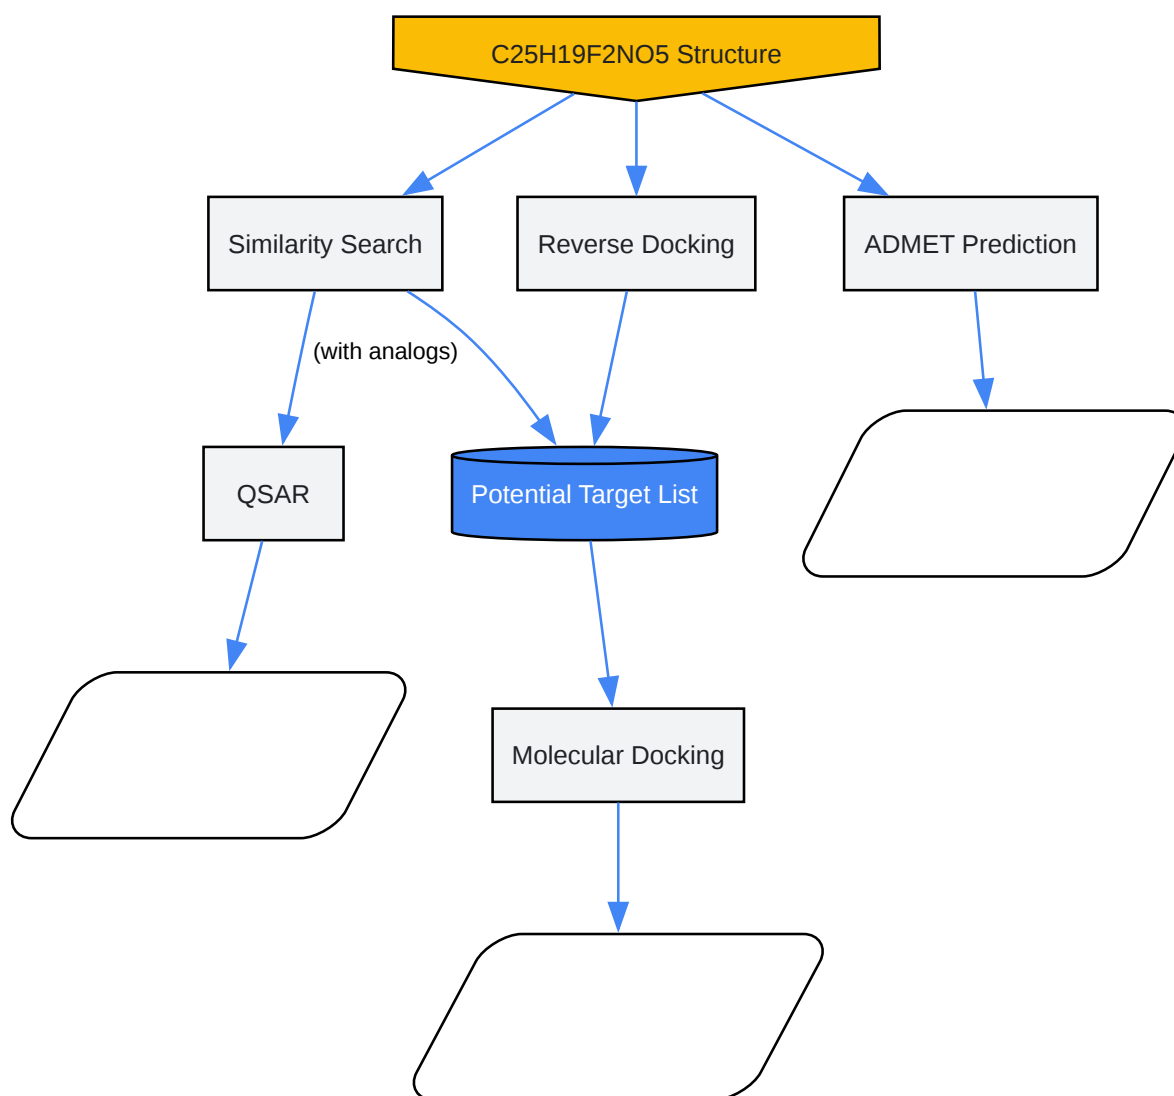 C25H19F2NO5 Structure
Similarity Search
Reverse Docking
ADMET Prediction
(with analogs)
QSAR
Potential Target List
Molecular Docking